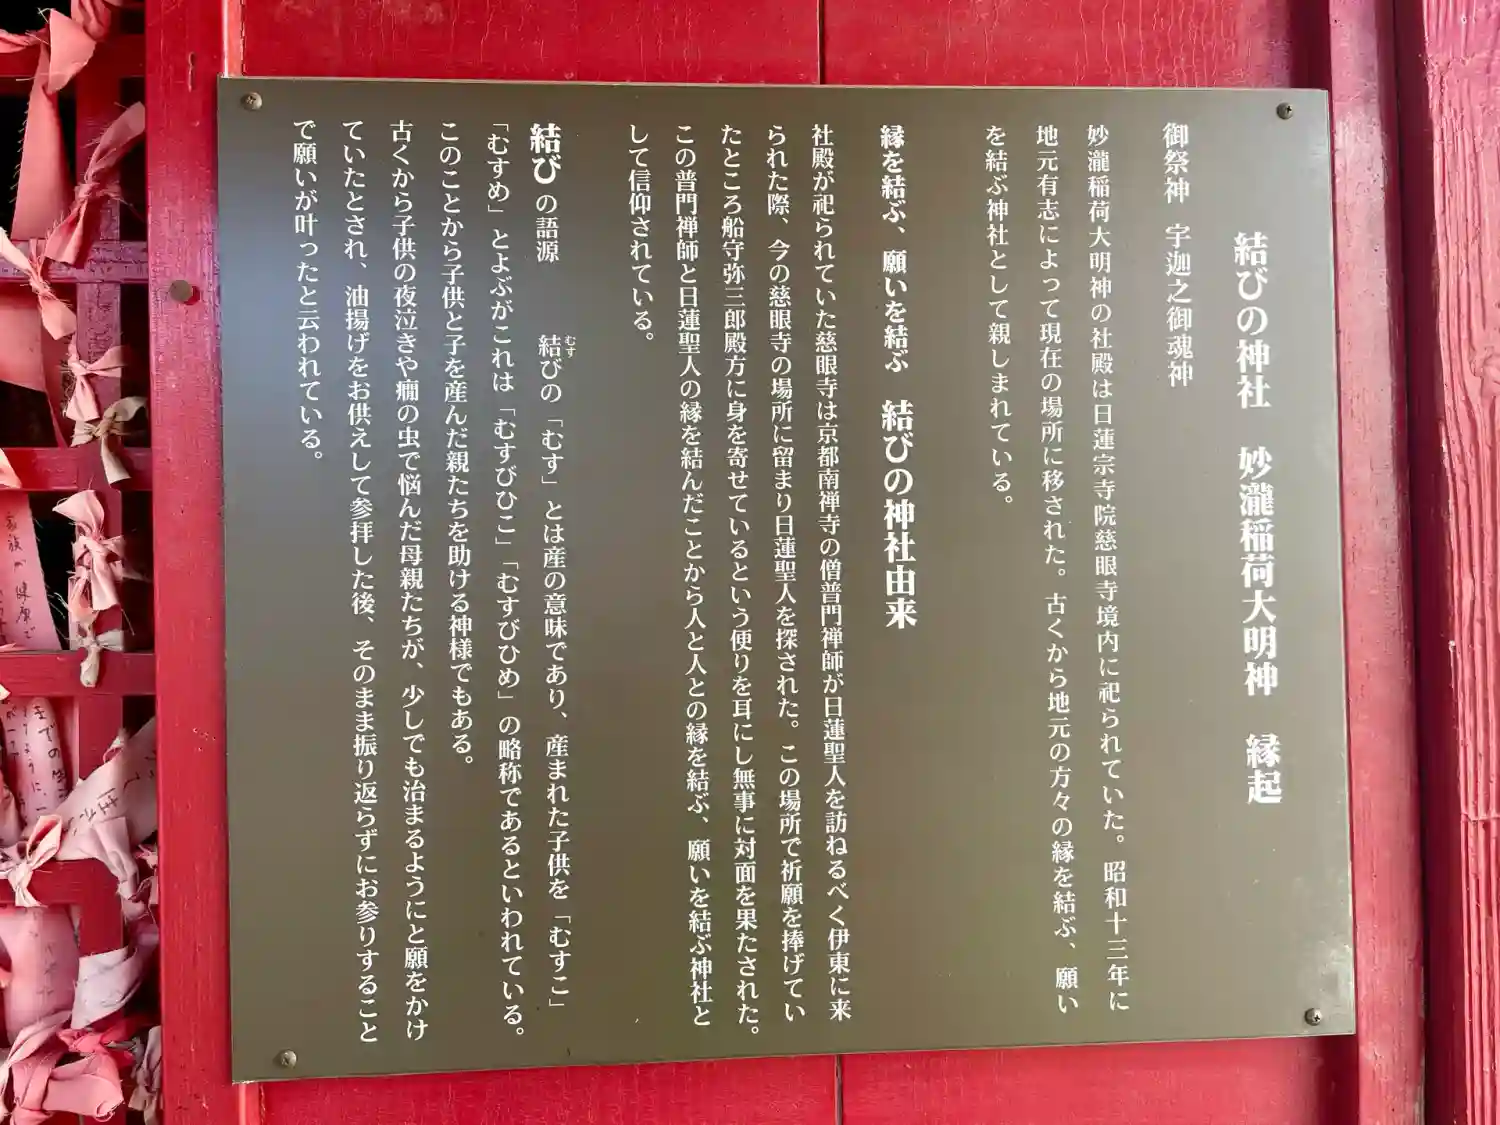 結びの神社　妙瀧稲荷大明神　縁起
御祭神　宇迦之御魂神
妙瀧稲荷大明神の社殿は日蓮宗寺院慈眼寺境内に祀られていた。昭和十三年に
地元有志によって現在の場所に移された。古くから地元の方々の縁を結ぶ、願い
を結ぶ神社として親しまれている。
縁を結ぶ、願いを結ぶ　結びの神社由来
社殿が祀られていた慈眼寺は京都南禅寺の僧普門禅師が日蓮聖人を訪ねるべく伊東に来
られた際、今の慈眼寺の場所に留まり日蓮聖人を探された。この場所で祈願を捧げてい
たところ船守弥三郎殿方に身を寄せているという便りを耳にし無事に対面を果たされた。
この普門禅師と日蓮聖人の縁を結んだことから人と人との縁を結ぶ、願いを結ぶ神社と
して信仰されている。
結びの語源　結びの「むす」とは産の意味であり、産まれた子供を「むすこ」
「むすめ」とよぶがこれは「むすびひこ」「むすびひめ」の略称であるといわれている。
このことから子供と子を産んだ親たちを助ける神様でもある。
古くから子供の夜泣きや癇の虫で悩んだ母親たちが、少しでも治まるようにと願をかけ
ていたとされ、油揚げをお供えして参拝した後、そのまま振り返らずにお参りすること
で願いが叶ったと云われている。
むす
家族が健康で